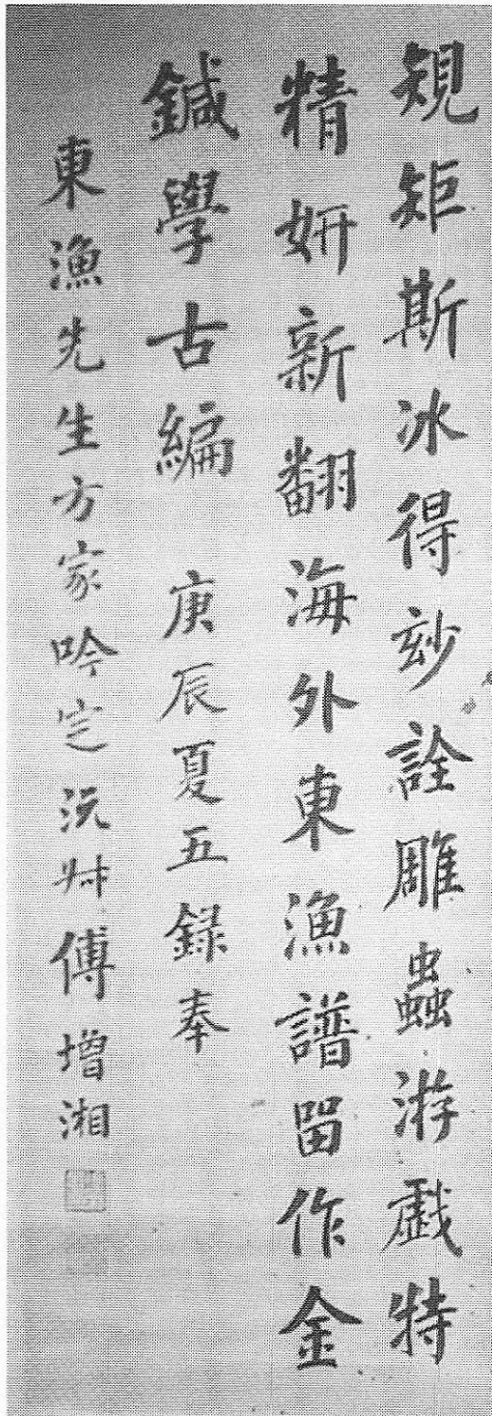 規矩斯冰得玅詮雕蟲游戲特
精妍新翻海外東漁譜留作金
鍼學古編 庚辰夏五録奉
東漁先生方家吟定沅叔傅增湘